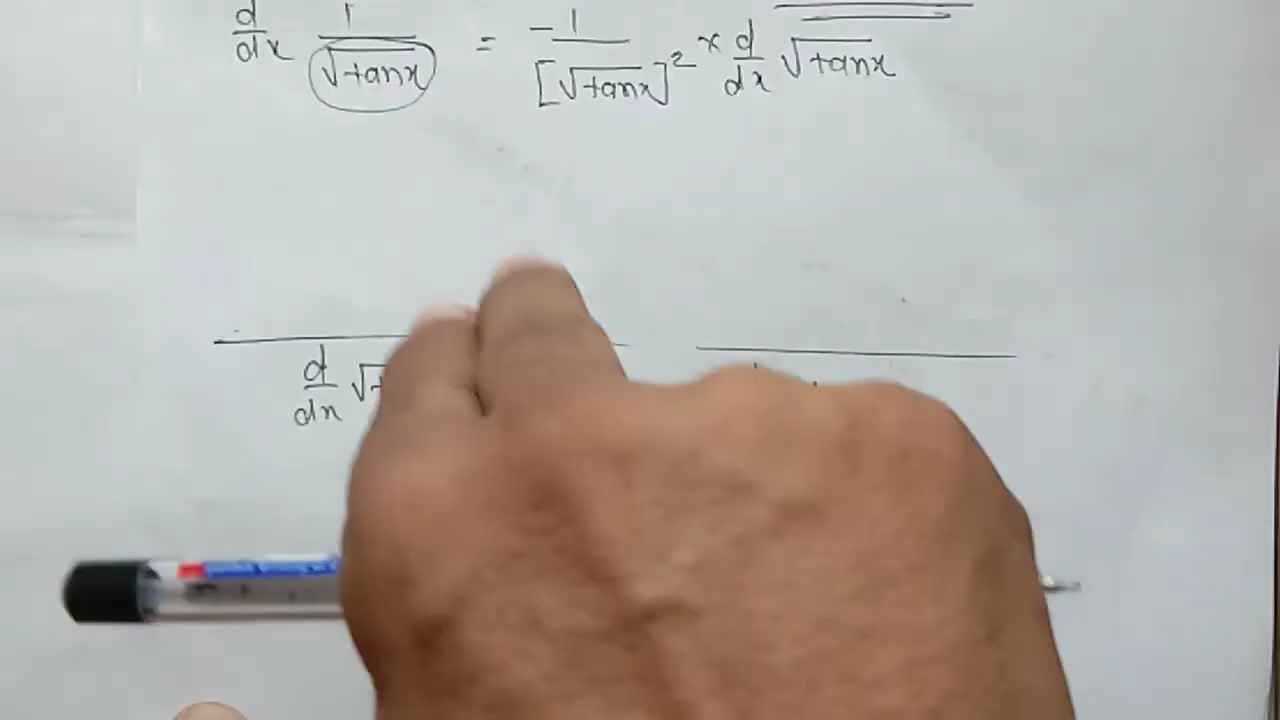 d/dx 1/√tanx = -1/[√tanx]² × d/dx √tanx
d/dx √